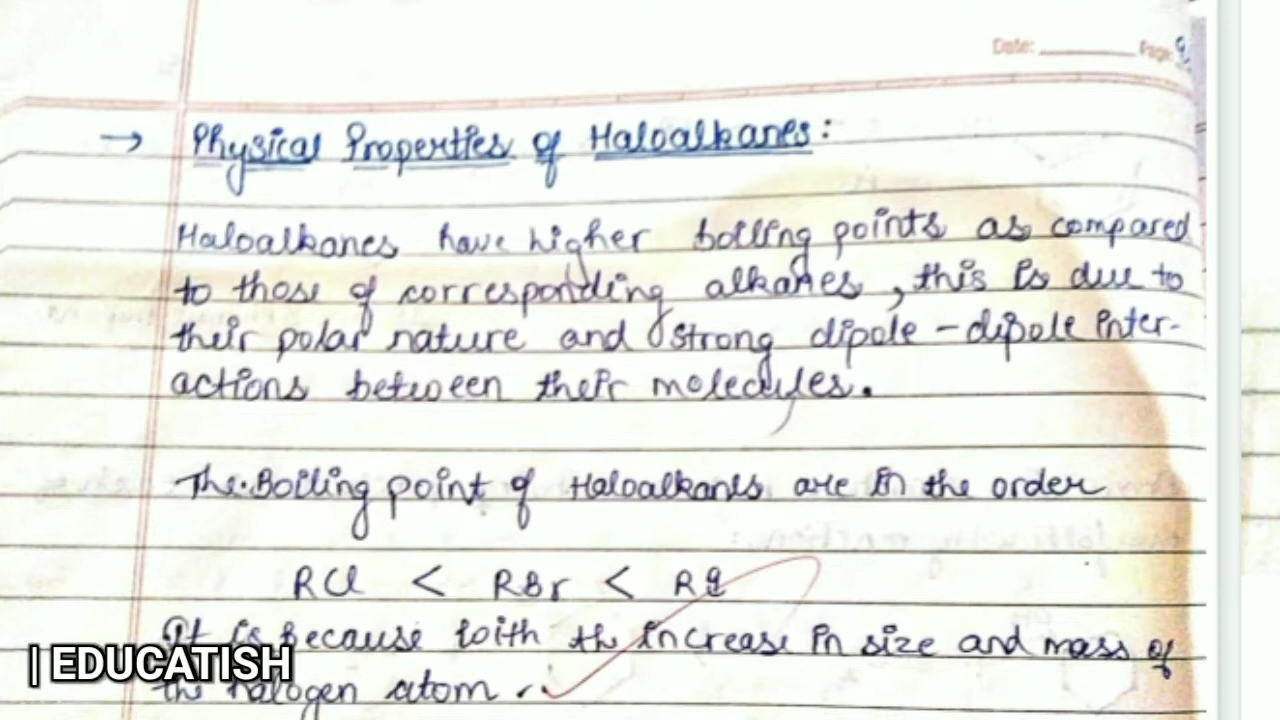 Date: Page 9
→ Physical Properties of Haloalkanes:
Haloalkanes have higher boiling points as compared
to those of corresponding alkanes, this is due to
their polar nature and strong dipole-dipole inter-
actions between their molecules.
The Boiling point of Haloalkanes are in the order
RCl < RBr < RI
It is because with the increase in size and mass of
the halogen atom.
| EDUCATISH